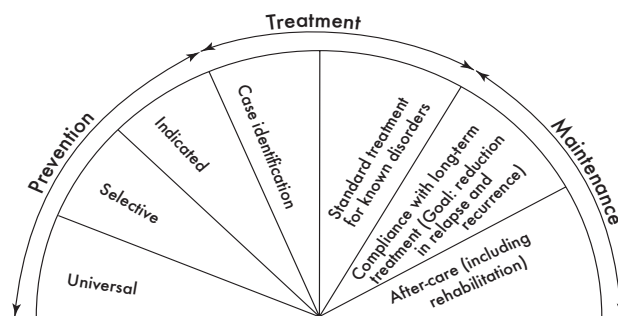 Treatment
Prevention
Maintenance
Universal
Selective
Indicated
Case identification
Standard treatment
for known disorders
Compliance with long-term
treatment (Goal: reduction
in relapse and
recurrence)
After-care (including
rehabilitation)